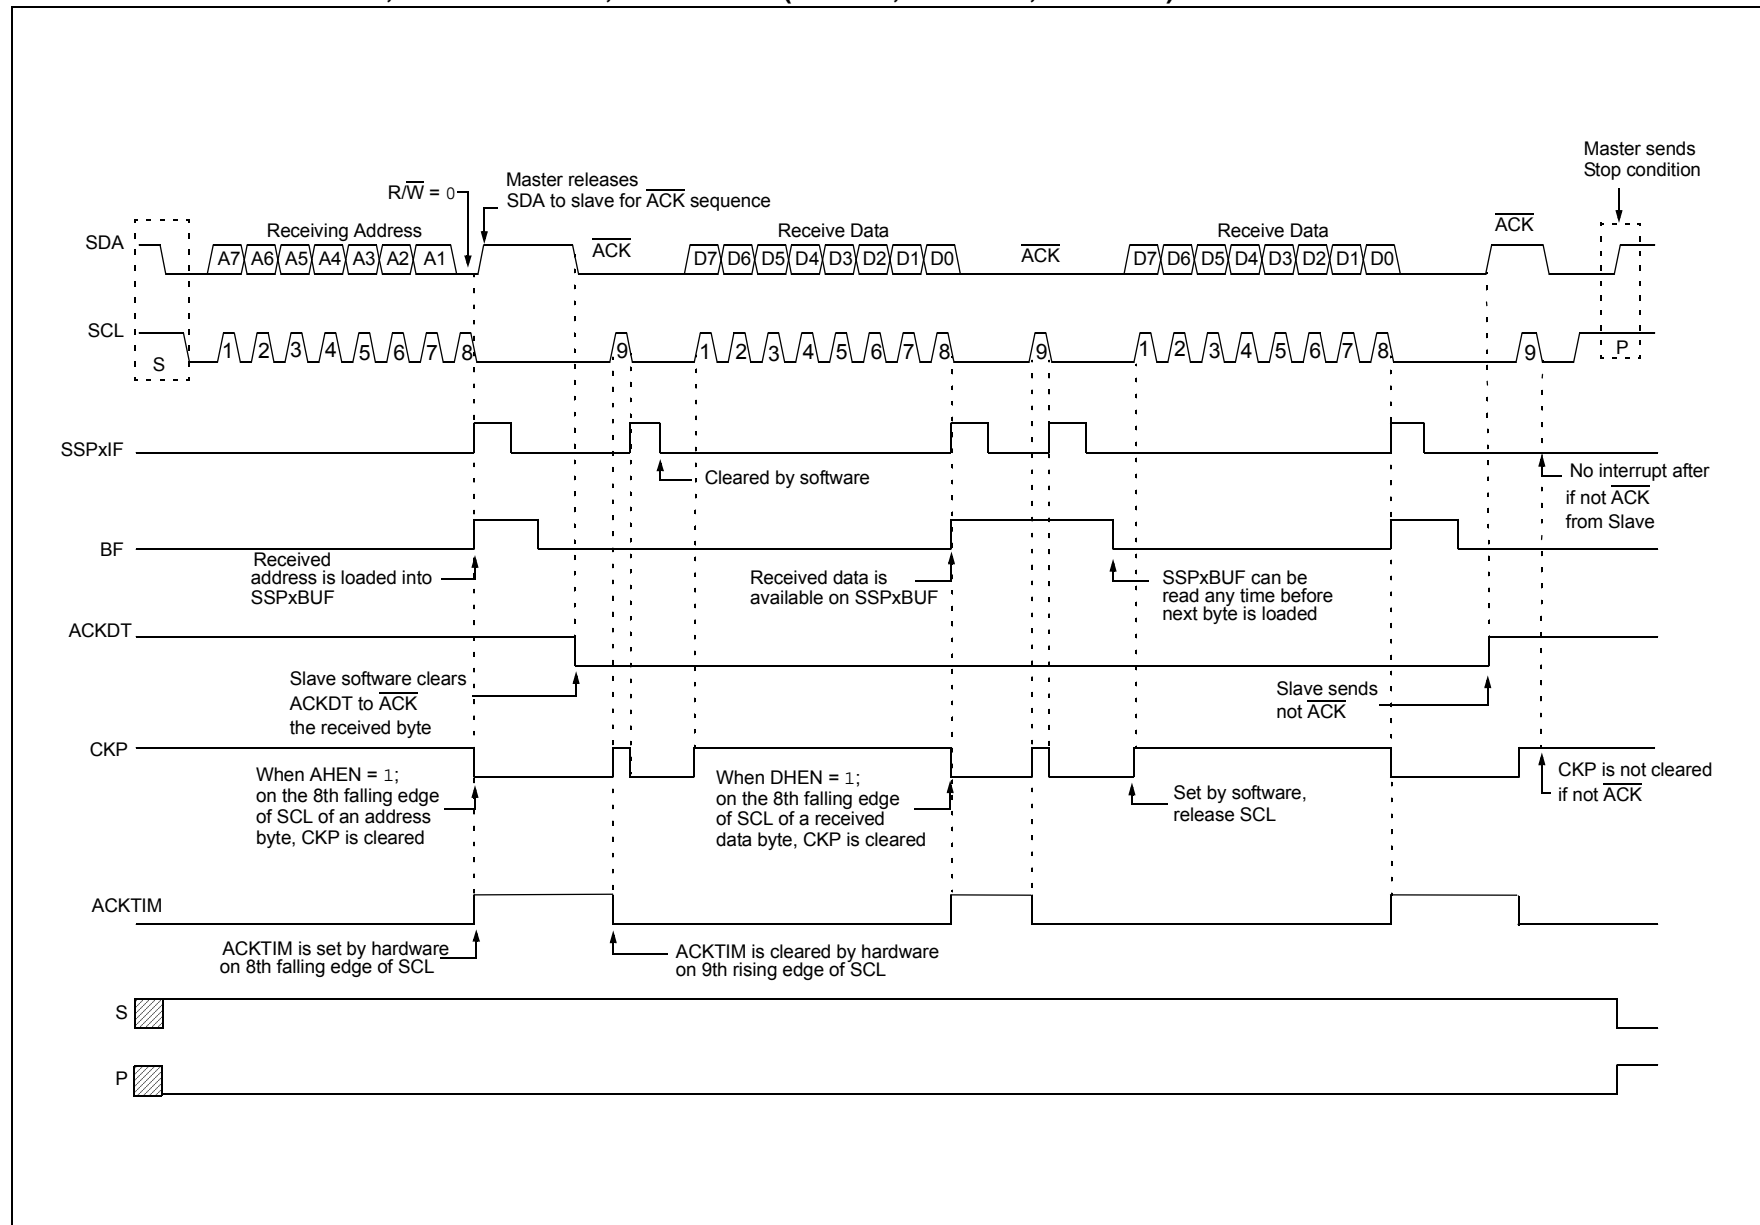 Master sends
Stop condition
R/W = 0
Master releases
SDA to slave for ACK sequence
SDA
Receiving Address
A7 A6 A5 A4 A3 A2 A1
ACK
Receive Data
D7 D6 D5 D4 D3 D2 D1 D0
ACK
Receive Data
D7 D6 D5 D4 D3 D2 D1 D0
ACK
SCL
S
1 2 3 4 5 6 7 8 9 1 2 3 4 5 6 7 8 9 1 2 3 4 5 6 7 8 9
P
SSPxIF
Cleared by software
No interrupt after
if not ACK
from Slave
BF
Received
address is loaded into
SSPxBUF
Received data is
available on SSPxBUF
SSPxBUF can be
read any time before
next byte is loaded
ACKDT
Slave software clears
ACKDT to ACK
the received byte
Slave sends
not ACK
CKP
When AHEN = 1;
on the 8th falling edge
of SCL of an address
byte, CKP is cleared
When DHEN = 1;
on the 8th falling edge
of SCL of a received
data byte, CKP is cleared
Set by software,
release SCL
CKP is not cleared
if not ACK
ACKTIM
ACKTIM is set by hardware
on 8th falling edge of SCL
ACKTIM is cleared by hardware
on 9th rising edge of SCL
S
P